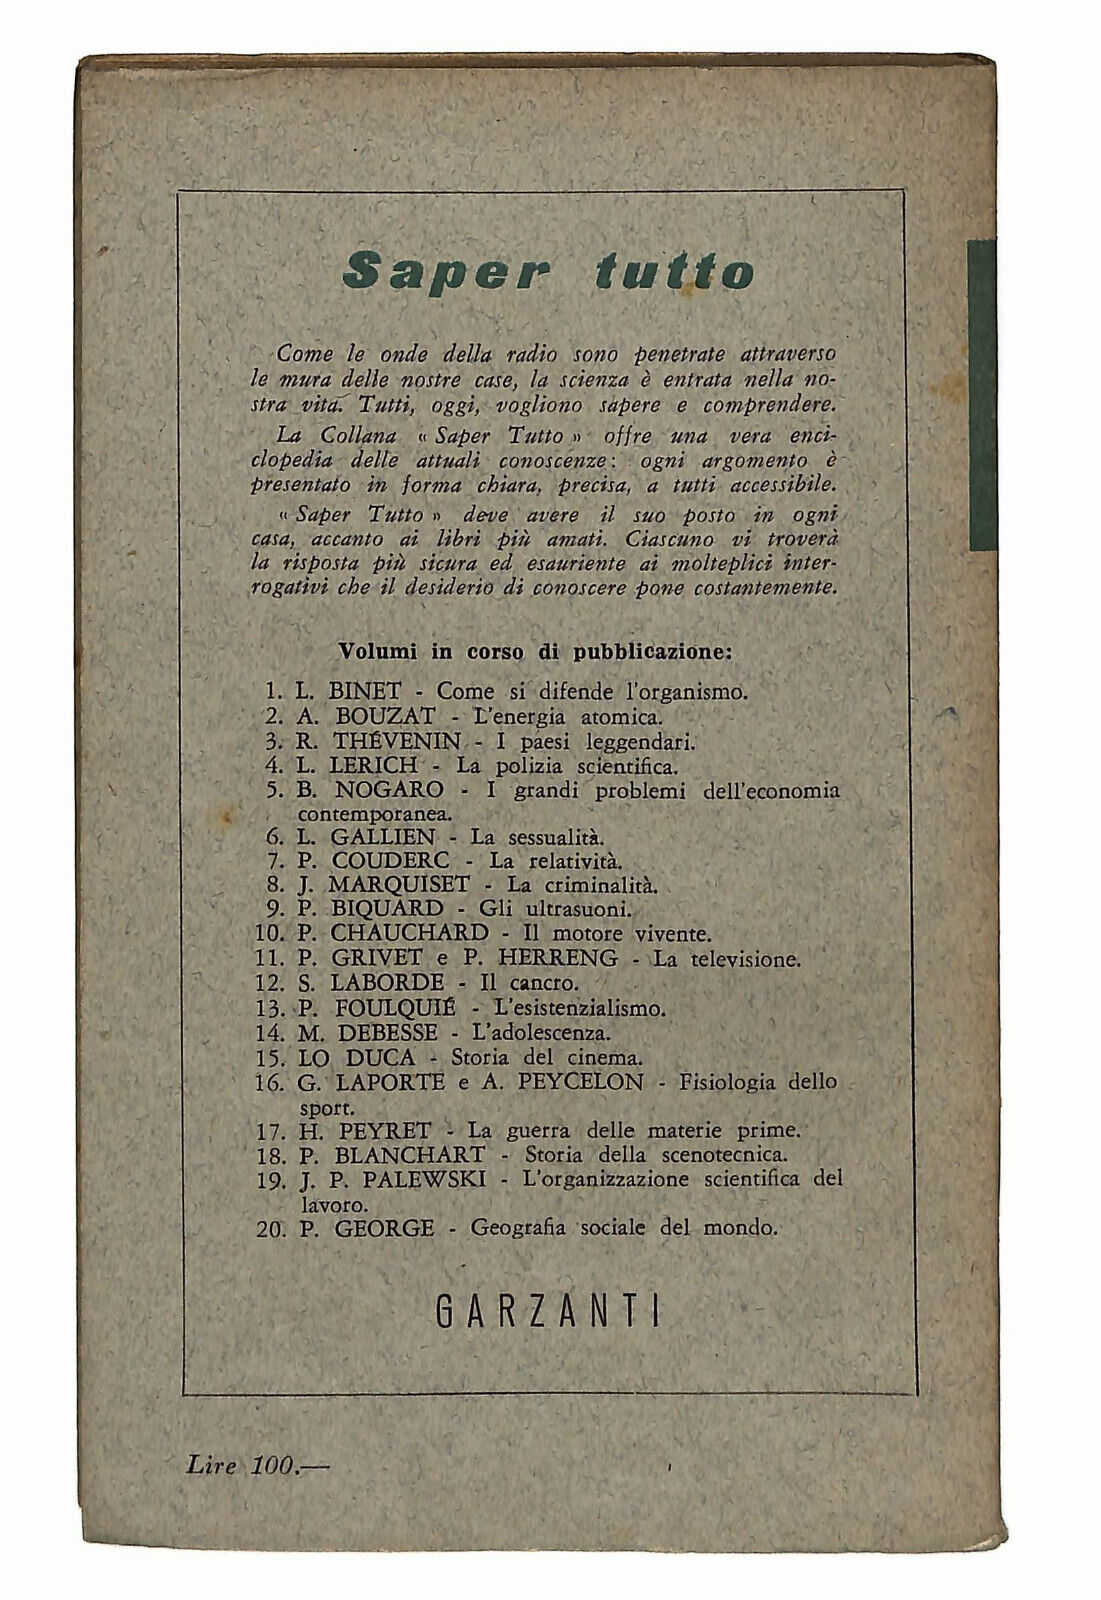 Saper tutto
Come le onde della radio sono penetrate attraverso
le mura delle nostre case, la scienza è entrata nella no-
stra vita. Tutti, oggi, vogliono sapere e comprendere.
La Collana « Saper Tutto » offre una vera enci-
clopedia delle attuali conoscenze: ogni argomento è
presentato in forma chiara, precisa, a tutti accessibile.
« Saper Tutto » deve avere il suo posto in ogni
casa, accanto ai libri più amati. Ciascuno vi troverà
la risposta più sicura ed esauriente ai molteplici inter-
rogativi che il desiderio di conoscere pone costantemente.
Volumi in corso di pubblicazione:
1. L. BINET - Come si difende l'organismo.
2. A. BOUZAT - L'energia atomica.
3. R. THÉVENIN - I paesi leggendari.
4. L. LERICH - La polizia scientifica.
5. B. NOGARO - I grandi problemi dell'economia
contemporanea.
6. L. GALLIEN - La sessualità.
7. P. COUDERC - La relatività.
8. J. MARQUISET - La criminalità.
9. P. BIQUARD - Gli ultrasuoni.
10. P. CHAUCHARD - Il motore vivente.
11. P. GRIVET e P. HERRENG - La televisione.
12. S. LABORDE - Il cancro.
13. P. FOULQUIÉ - L'esistenzialismo.
14. M. DEBESSE - L'adolescenza.
15. LO DUCA - Storia del cinema.
16. G. LAPORTE e A. PEYCELON - Fisiologia dello
sport.
17. H. PEYRET - La guerra delle materie prime.
18. P. BLANCHART - Storia della scenotecnica.
19. J. P. PALEWSKI - L'organizzazione scientifica del
lavoro.
20. P. GEORGE - Geografia sociale del mondo.
GARZANTI
Lire 100.—